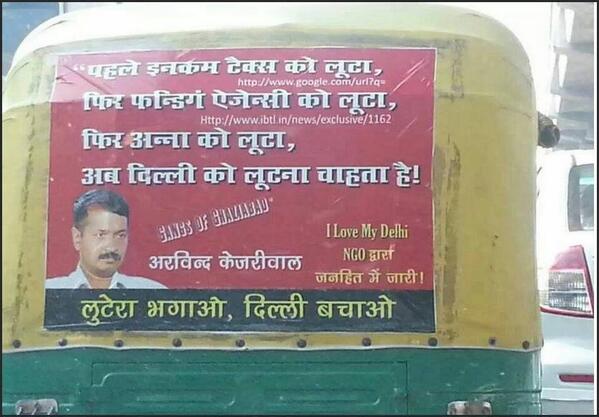 “पहले इनकम टैक्स को लूटा,
http://www.google.com/url?q=
फिर फन्डिगं ऐजेन्सी को लूटा,
Http://www.ibtl.in/news/exclusive/1162
फिर अन्ना को लूटा,
अब दिल्ली को लूटना चाहता है!
GANGS OF GHAZIABAD"
अरविन्द केजरीवाल
I Love My Delhi
NGO द्वारा
जनहित में जारी!
लुटेरा भगाओ, दिल्ली बचाओ